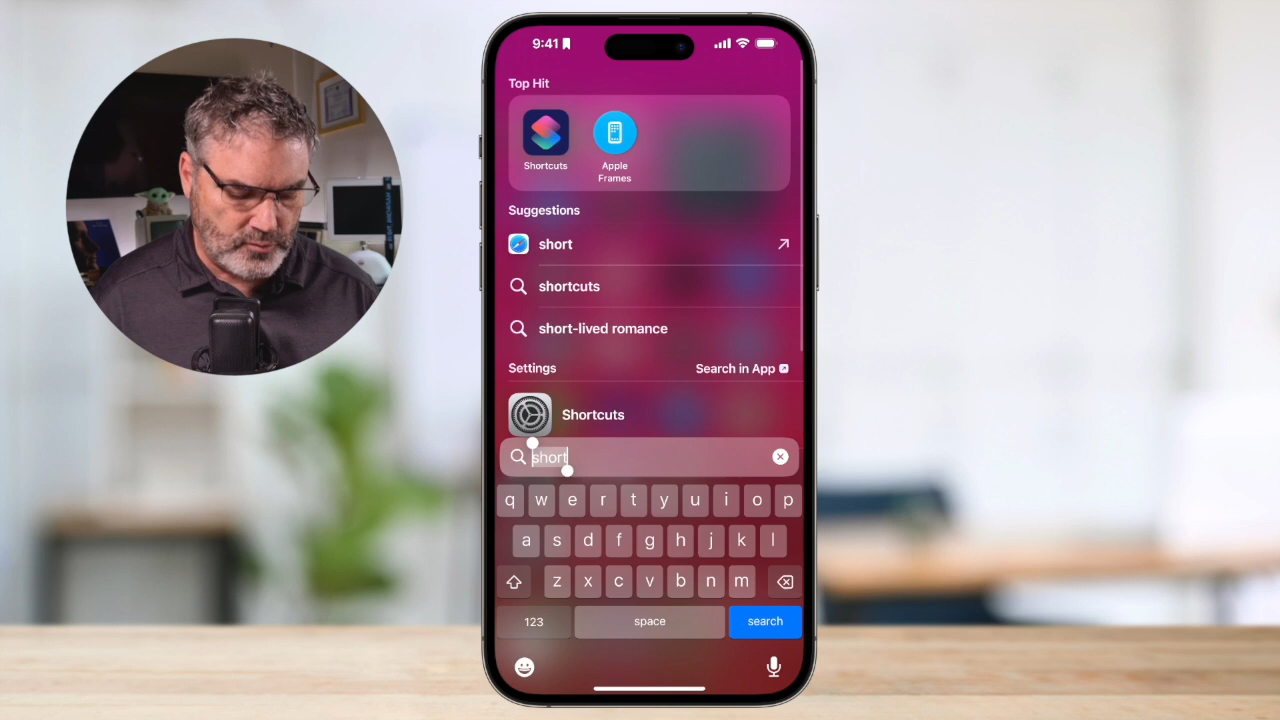 9:41
Top Hit
Shortcuts
Apple
Frames
Suggestions
short
shortcuts
short-lived romance
Settings
Search in App
Shortcuts
short
q w e r t y u i o p
a s d f g h j k l
z x c v b n m
123 space search